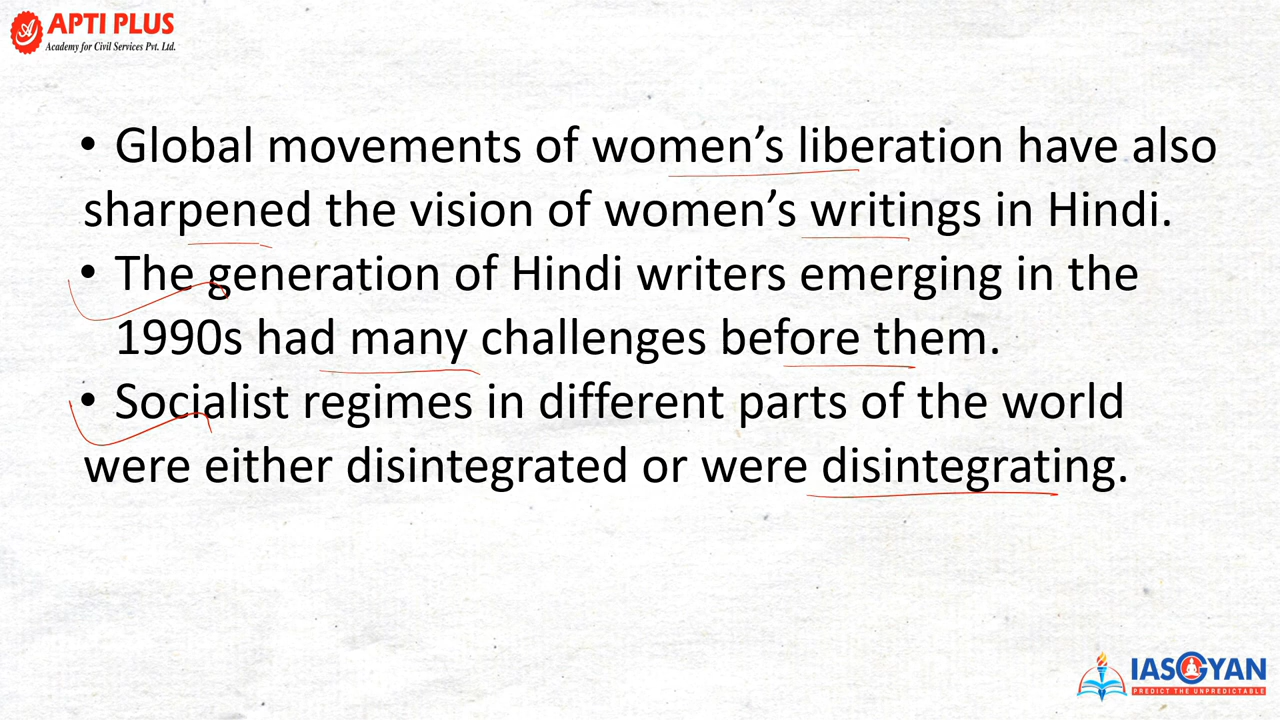 APTI PLUS
Academy for Civil Services Pvt. Ltd.
• Global movements of women’s liberation have also
sharpened the vision of women’s writings in Hindi.
• The generation of Hindi writers emerging in the
1990s had many challenges before them.
• Socialist regimes in different parts of the world
were either disintegrated or were disintegrating.
IASGYAN
PREDICT THE UNPREDICTABLE